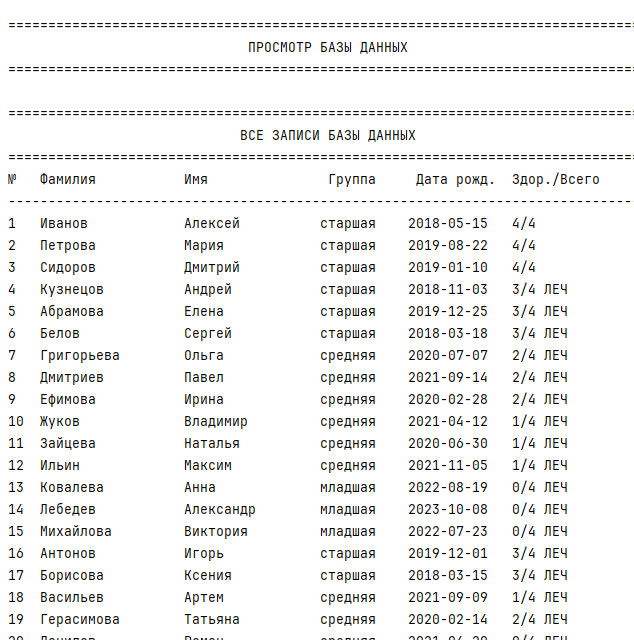 ================================================================================
ПРОСМОТР БАЗЫ ДАННЫХ
================================================================================
================================================================================
ВСЕ ЗАПИСИ БАЗЫ ДАННЫХ
================================================================================
№ Фамилия Имя Группа Дата рожд. Здор./Всего
--------------------------------------------------------------------------------
1 Иванов Алексей старшая 2018-05-15 4/4
2 Петрова Мария старшая 2019-08-22 4/4
3 Сидоров Дмитрий старшая 2019-01-10 4/4
4 Кузнецов Андрей старшая 2018-11-03 3/4 ЛЕЧ
5 Абрамова Елена старшая 2019-12-25 3/4 ЛЕЧ
6 Белов Сергей старшая 2018-03-18 3/4 ЛЕЧ
7 Григорьева Ольга средняя 2020-07-07 2/4 ЛЕЧ
8 Дмитриев Павел средняя 2021-09-14 2/4 ЛЕЧ
9 Ефимова Ирина средняя 2020-02-28 2/4 ЛЕЧ
10 Жуков Владимир средняя 2021-04-12 1/4 ЛЕЧ
11 Зайцева Наталья средняя 2020-06-30 1/4 ЛЕЧ
12 Ильин Максим средняя 2021-11-05 1/4 ЛЕЧ
13 Ковалева Анна младшая 2022-08-19 0/4 ЛЕЧ
14 Лебедев Александр младшая 2023-10-08 0/4 ЛЕЧ
15 Михайлова Виктория младшая 2022-07-23 0/4 ЛЕЧ
16 Антонов Игорь старшая 2019-12-01 3/4 ЛЕЧ
17 Борисова Ксения старшая 2018-03-15 3/4 ЛЕЧ
18 Васильев Артем средняя 2021-09-09 1/4 ЛЕЧ
19 Герасимова Татьяна средняя 2020-02-14 2/4 ЛЕЧ